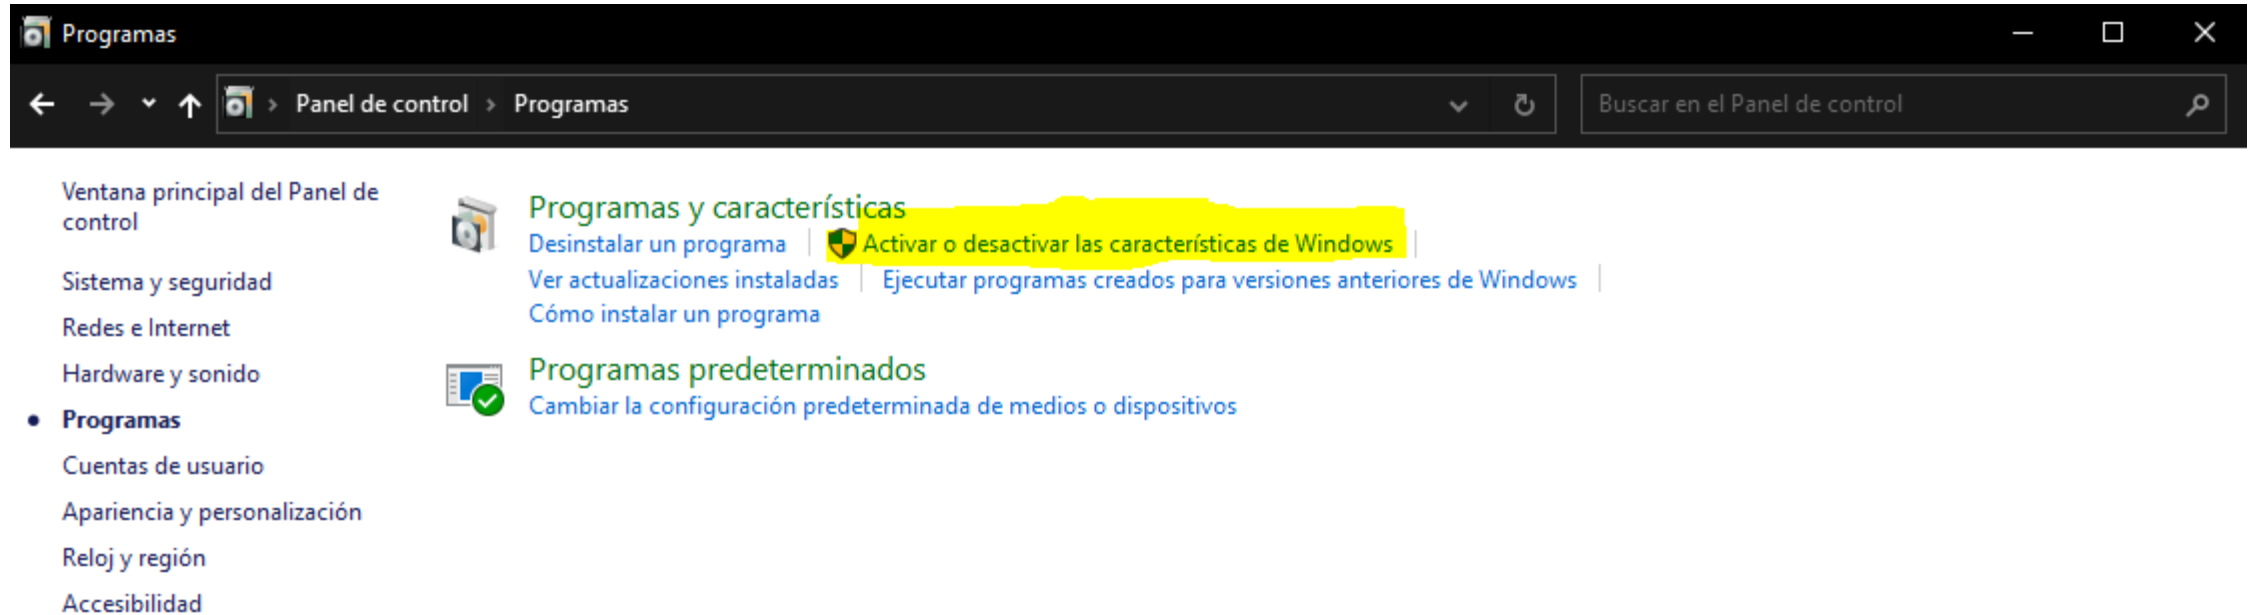 Programas
Panel de control > Programas
Buscar en el Panel de control
Ventana principal del Panel de
control
Sistema y seguridad
Redes e Internet
Hardware y sonido
Programas
Cuentas de usuario
Apariencia y personalización
Reloj y región
Accesibilidad
Programas y características
Desinstalar un programa | Activar o desactivar las características de Windows |
Ver actualizaciones instaladas | Ejecutar programas creados para versiones anteriores de Windows |
Cómo instalar un programa
Programas predeterminados
Cambiar la configuración predeterminada de medios o dispositivos